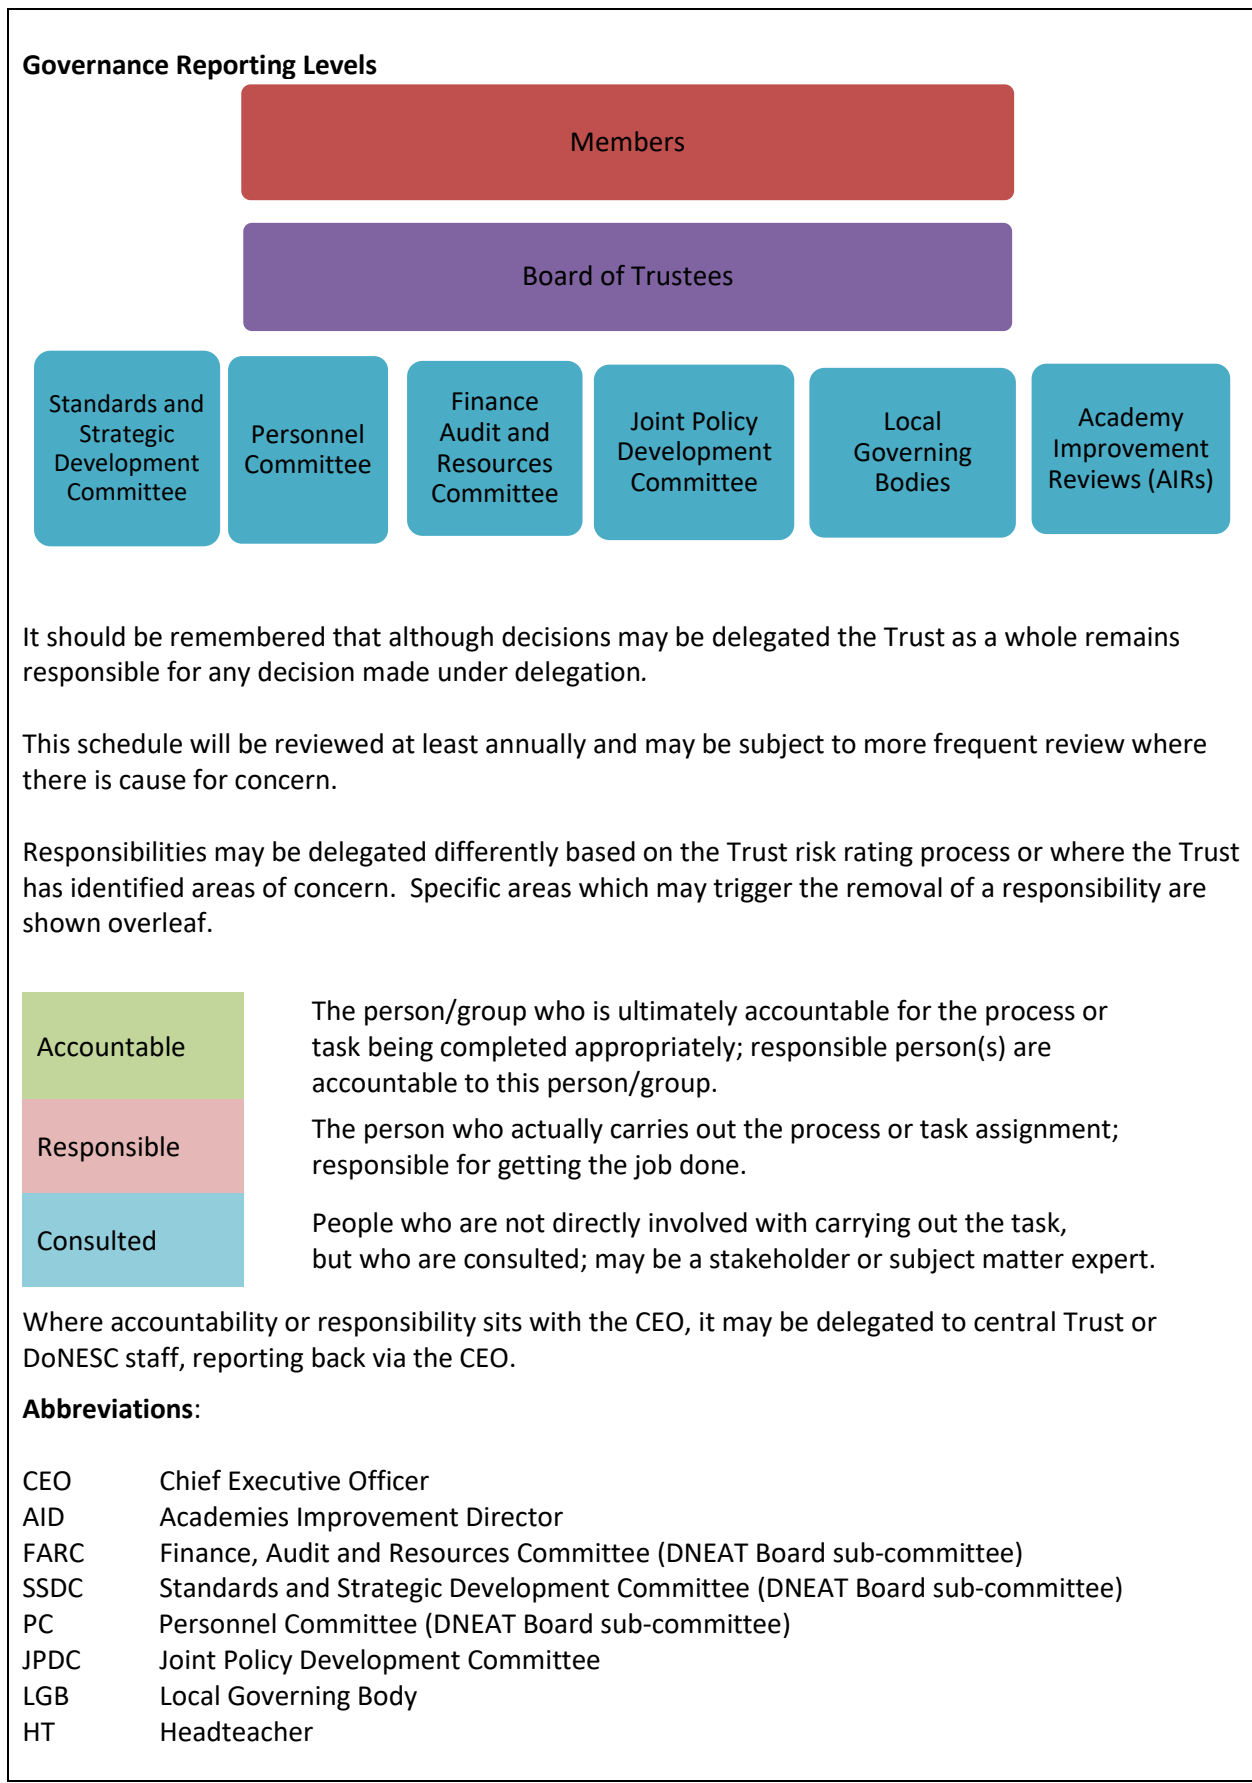 Governance Reporting Levels
Members
Board of Trustees
Standards and
Strategic
Development
Committee
Personnel
Committee
Finance
Audit and
Resources
Committee
Joint Policy
Development
Committee
Local
Governing
Bodies
Academy
Improvement
Reviews (AIRs)
It should be remembered that although decisions may be delegated the Trust as a whole remains
responsible for any decision made under delegation.
This schedule will be reviewed at least annually and may be subject to more frequent review where
there is cause for concern.
Responsibilities may be delegated differently based on the Trust risk rating process or where the Trust
has identified areas of concern.  Specific areas which may trigger the removal of a responsibility are
shown overleaf.
Accountable
The person/group who is ultimately accountable for the process or
task being completed appropriately; responsible person(s) are
accountable to this person/group.
Responsible
The person who actually carries out the process or task assignment;
responsible for getting the job done.
Consulted
People who are not directly involved with carrying out the task,
but who are consulted; may be a stakeholder or subject matter expert.
Where accountability or responsibility sits with the CEO, it may be delegated to central Trust or
DoNESC staff, reporting back via the CEO.
Abbreviations:
CEO Chief Executive Officer
AID Academies Improvement Director
FARC Finance, Audit and Resources Committee (DNEAT Board sub-committee)
SSDC Standards and Strategic Development Committee (DNEAT Board sub-committee)
PC Personnel Committee (DNEAT Board sub-committee)
JPDC Joint Policy Development Committee
LGB Local Governing Body
HT Headteacher